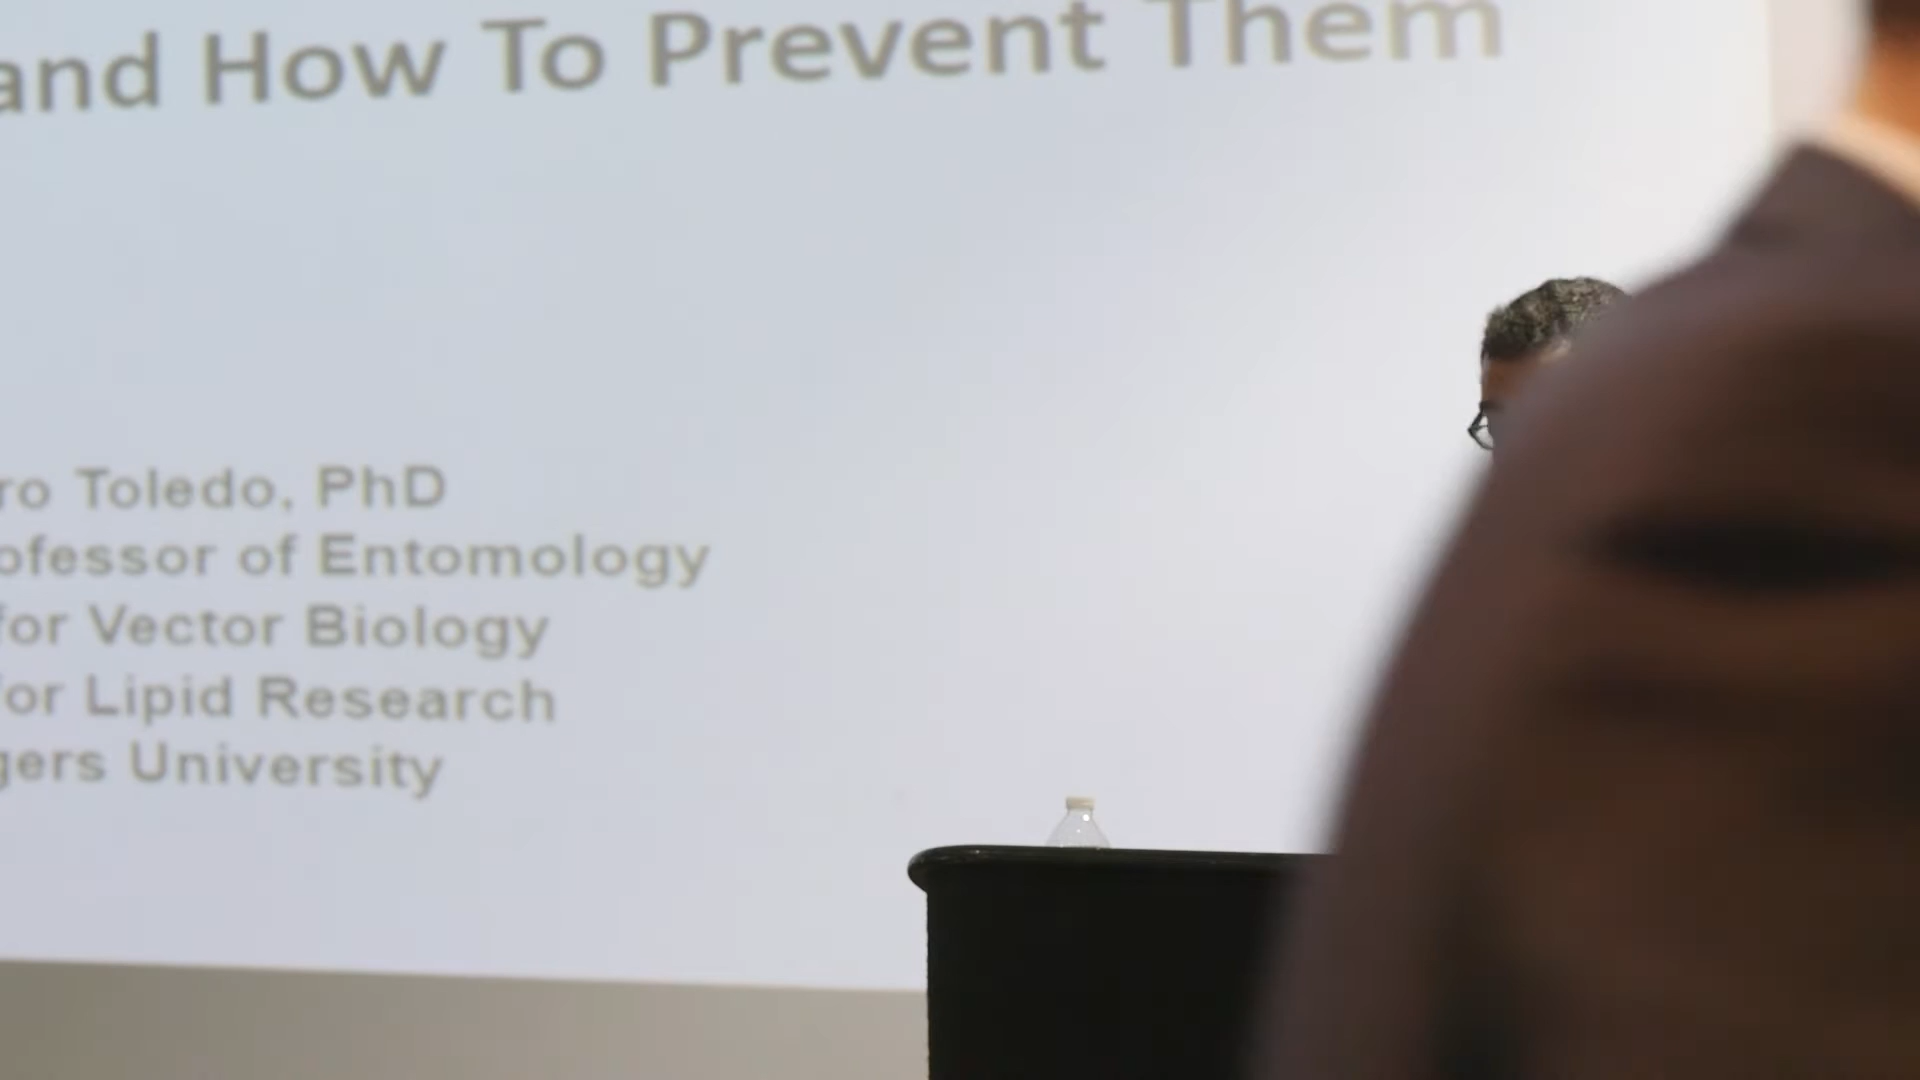 and How To Prevent Them
ro Toledo, PhD
ofessor of Entomology
for Vector Biology
for Lipid Research
gers University